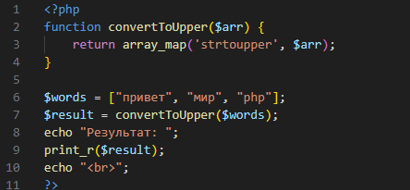 1 <?php
2 function convertToUpper($arr) {
3 return array_map('strtoupper', $arr);
4 }
5
6 $words = ["привет", "мир", "php"];
7 $result = convertToUpper($words);
8 echo "Результат: ";
9 print_r($result);
10 echo "<br>";
11 ?>